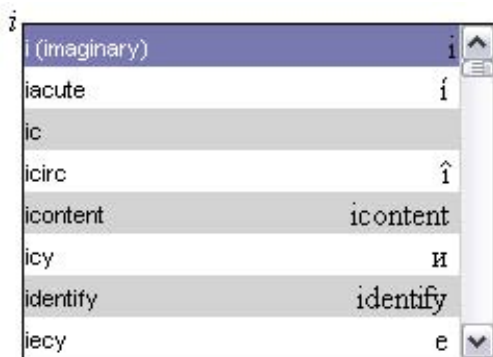 i
i (imaginary) i
iacute í
ic
icirc î
icontent icontent
icy и
identify identify
iecy е